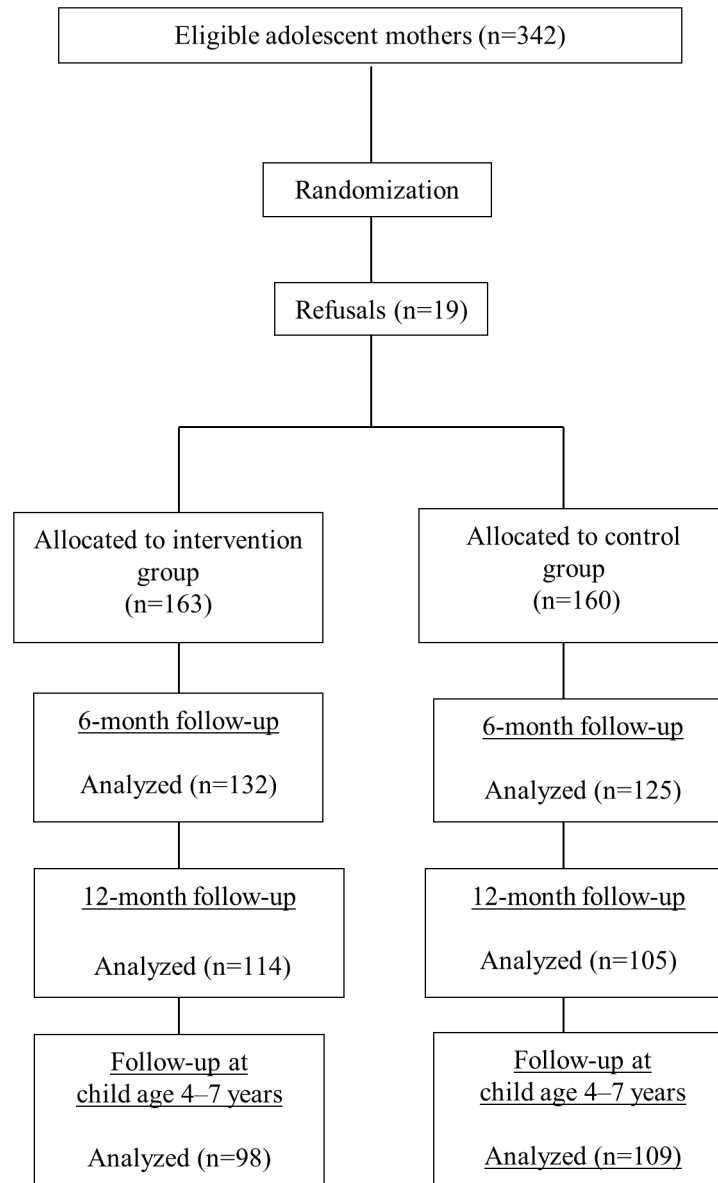 Eligible adolescent mothers (n=342)
Randomization
Refusals (n=19)
Allocated to intervention
group
(n=163)
Allocated to control
group
(n=160)
6-month follow-up
Analyzed (n=132)
6-month follow-up
Analyzed (n=125)
12-month follow-up
Analyzed (n=114)
12-month follow-up
Analyzed (n=105)
Follow-up at
child age 4–7 years
Analyzed (n=98)
Follow-up at
child age 4–7 years
Analyzed (n=109)